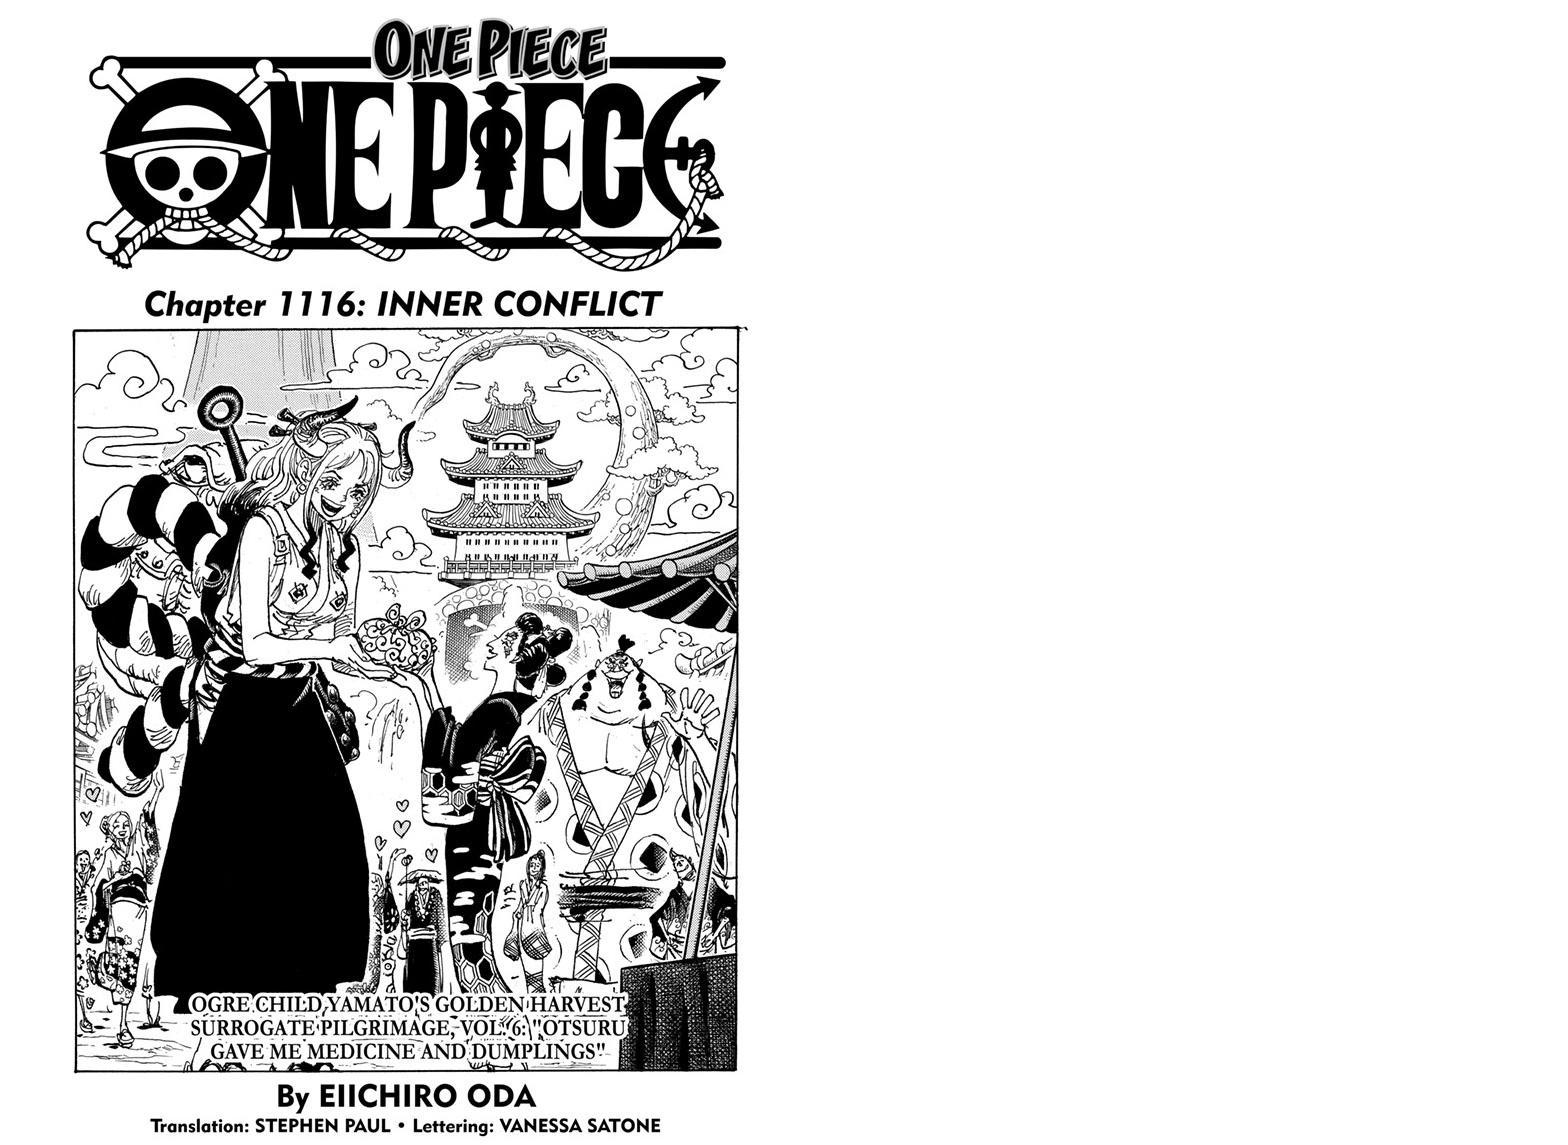 ONE PIECE
ONE PIECE
Chapter 1116: INNER CONFLICT
OGRE CHILD YAMATO'S GOLDEN HARVEST
SURROGATE PILGRIMAGE, VOL. 6: "OTSURU
GAVE ME MEDICINE AND DUMPLINGS"
By EIICHIRO ODA
Translation: STEPHEN PAUL • Lettering: VANESSA SATONE